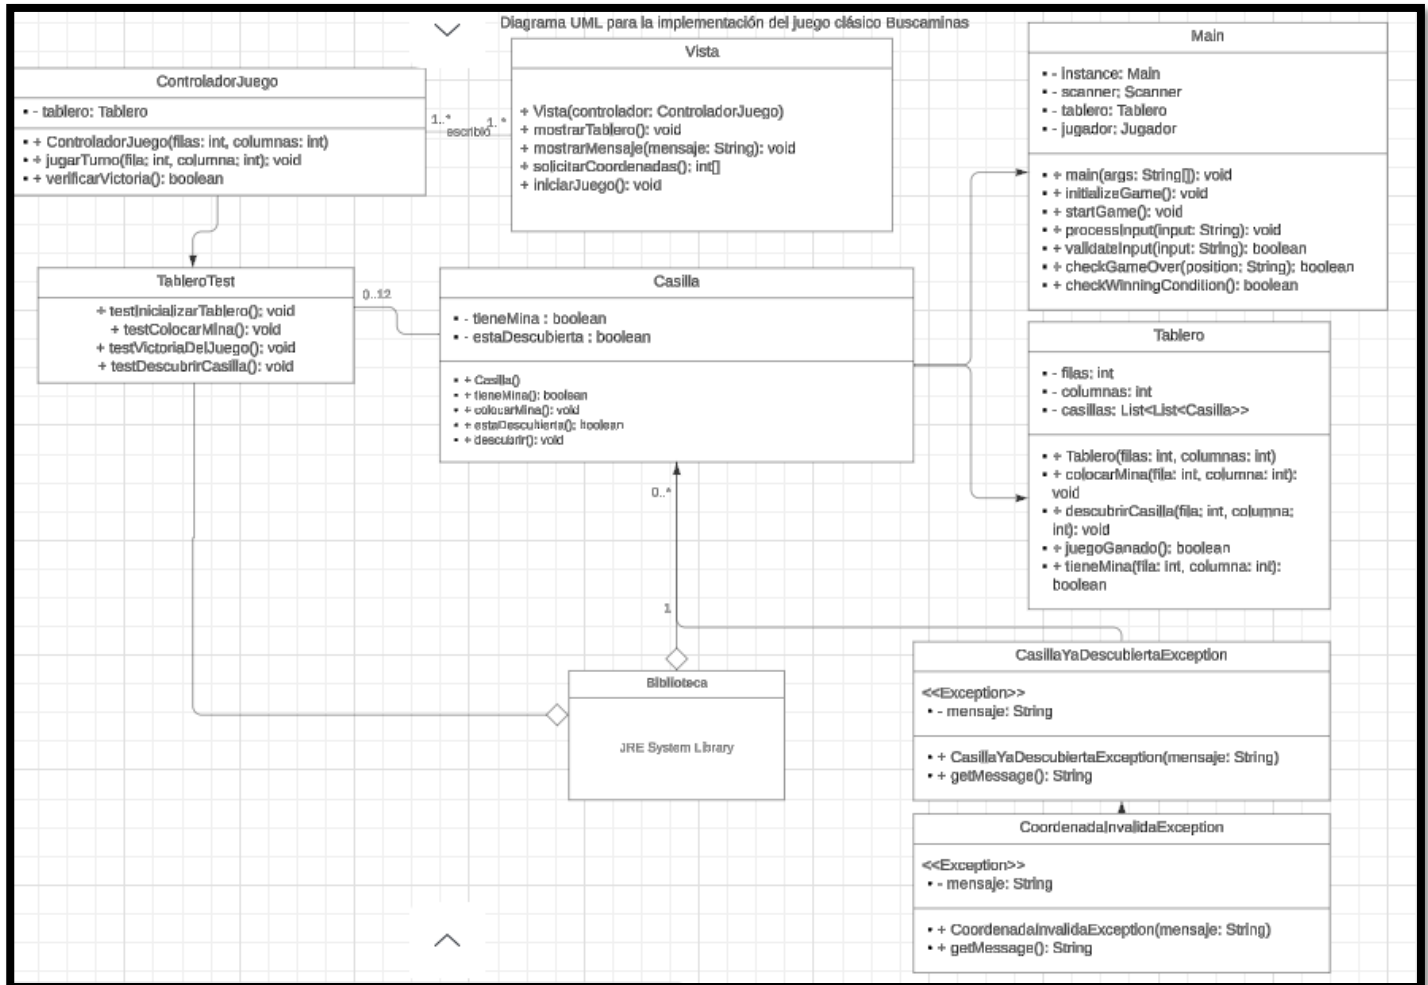 Diagrama UML para la implementación del juego clásico Buscaminas
ControladorJuego
- tablero: Tablero
+ ControladorJuego(filas: int, columnas: int)
+ jugarTurno(fila: int, columna: int): void
+ verificarVictoria(): boolean
1..*
escribió
1..*
Vista
+ Vista(controlador: ControladorJuego)
+ mostrarTablero(): void
+ mostrarMensaje(mensaje: String): void
+ solicitarCoordenadas(): int[]
+ iniciarJuego(): void
Main
- instance: Main
- scanner: Scanner
- tablero: Tablero
- jugador: Jugador
+ main(args: String[]): void
+ initializeGame(): void
+ startGame(): void
+ processInput(input: String): void
+ validateInput(input: String): boolean
+ checkGameOver(position: String): boolean
+ checkWinningCondition(): boolean
TableroTest
+ testInicializarTablero(): void
+ testColocarMina(): void
+ testVictoriaDelJuego(): void
+ testDescubrirCasilla(): void
0..12
Casilla
- tieneMina : boolean
- estaDescubierta : boolean
+ Casilla()
+ tieneMina(): boolean
+ colocarMina(): void
+ estaDescubierta(): boolean
+ descubrir(): void
Tablero
- filas: int
- columnas: int
- casillas: List<List<Casilla>>
+ Tablero(filas: int, columnas: int)
+ colocarMina(fila: int, columna: int):
void
+ descubrirCasilla(fila: int, columna:
int): void
+ juegoGanado(): boolean
+ tieneMina(fila: int, columna: int):
boolean
0..*
1
Biblioteca
JRE System Library
CasillaYaDescubiertaException
<<Exception>>
- mensaje: String
+ CasillaYaDescubiertaException(mensaje: String)
+ getMessage(): String
CoordenadaInvalidaException
<<Exception>>
- mensaje: String
+ CoordenadaInvalidaException(mensaje: String)
+ getMessage(): String